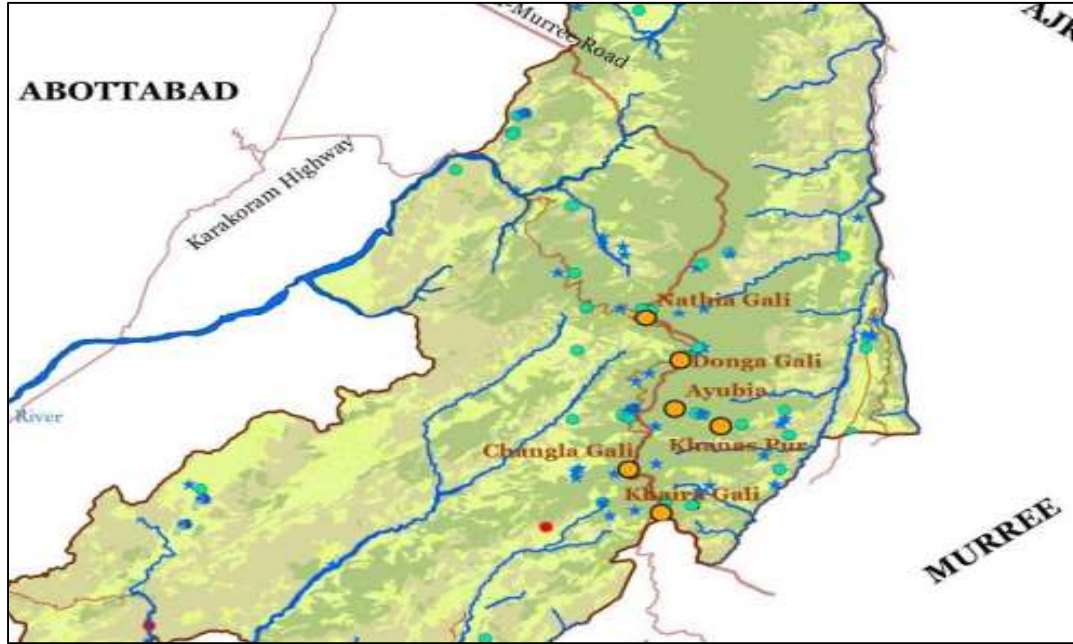 -Murree Road
AJK
ABOTTABAD
Karakoram Highway
Nathia Gali
Donga Gali
Ayubia
River
Khanas Pur
Changla Gali
Khaira Gali
MURREE